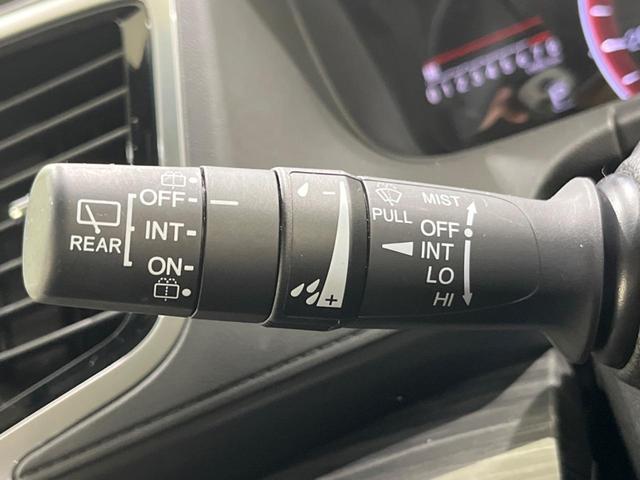 REAR
OFF
INT
ON
-
+
PULL
MIST
OFF
INT
LO
HI